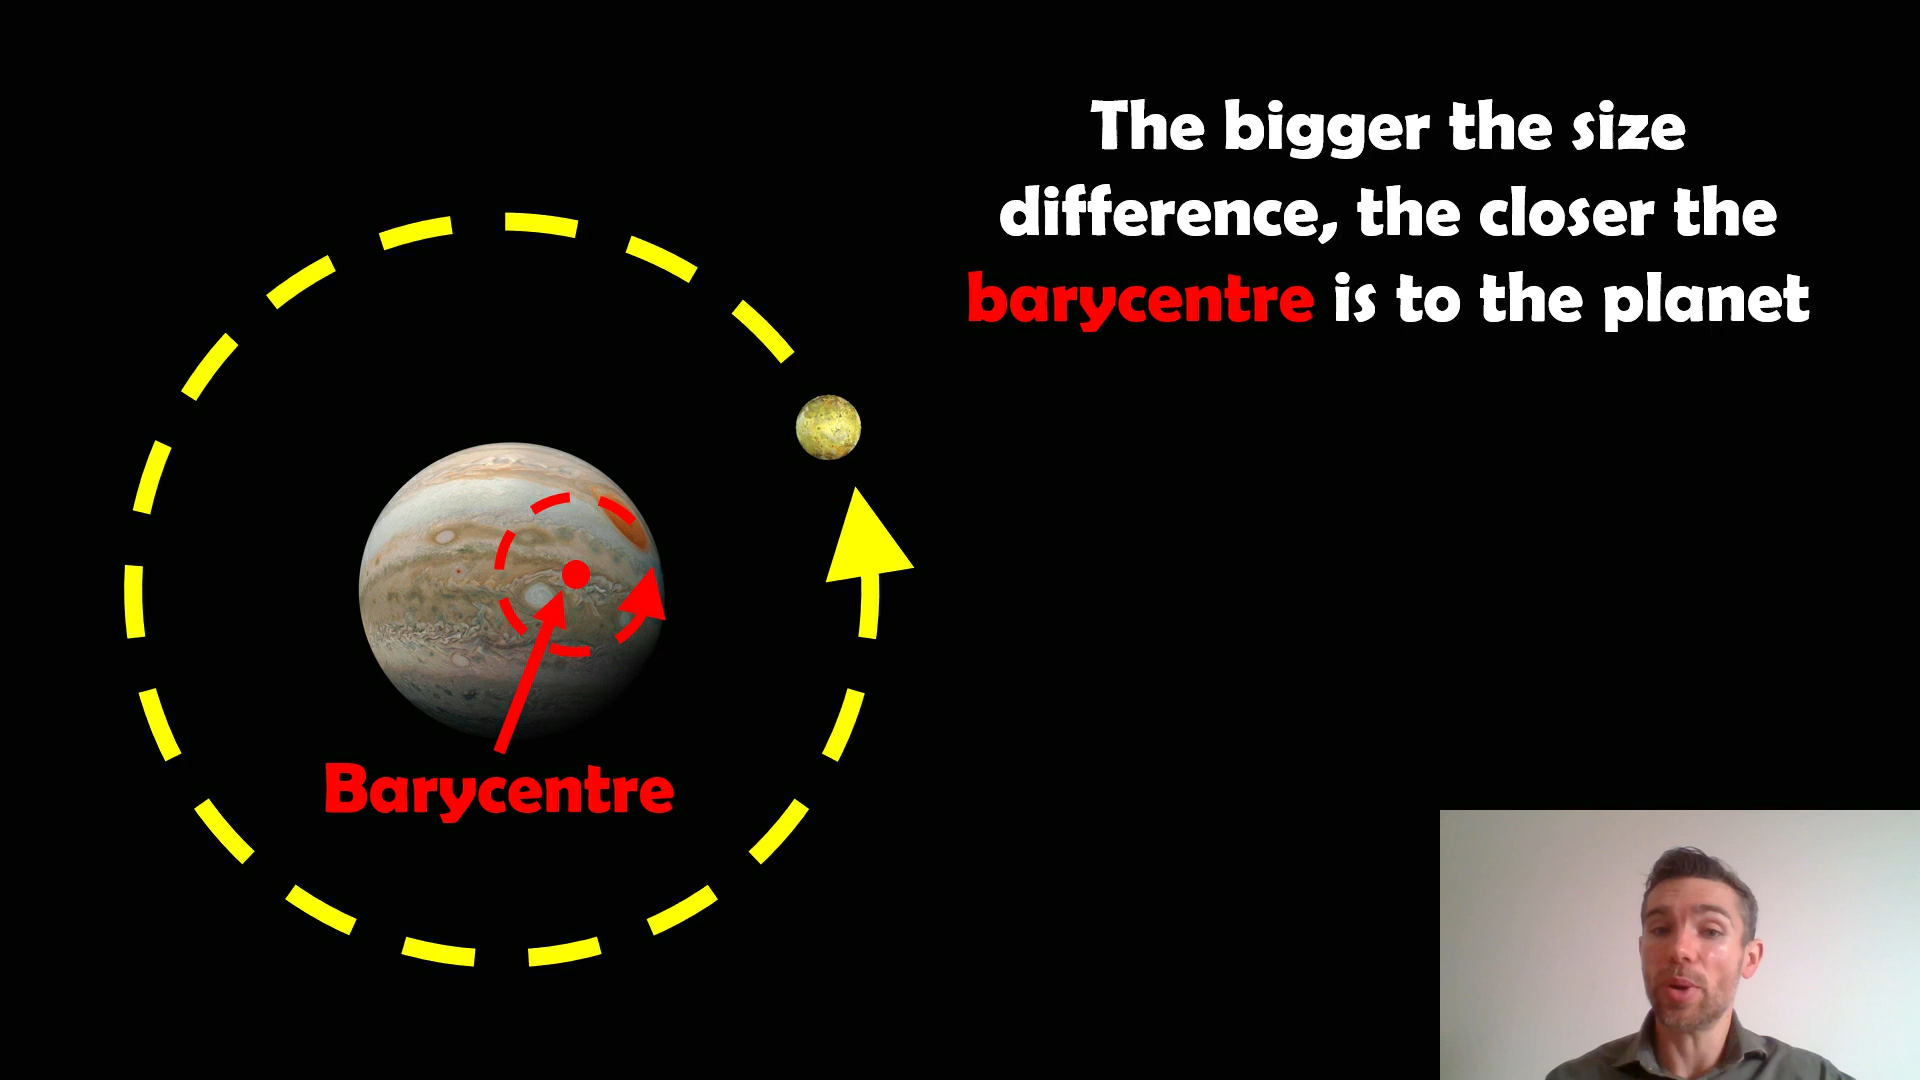 The bigger the size
difference, the closer the
barycentre is to the planet
Barycentre